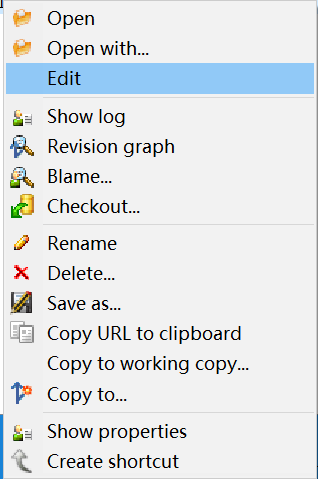 Open
Open with...
Edit
Show log
Revision graph
Blame...
Checkout...
Rename
Delete...
Save as...
Copy URL to clipboard
Copy to working copy...
Copy to...
Show properties
Create shortcut